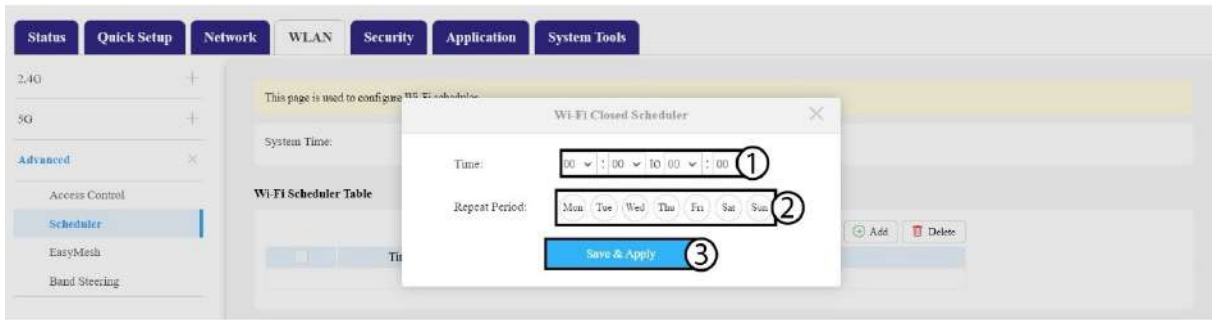 Status Quick Setup Network WLAN Security Application System Tools
2.4G
5G
Advanced
Access Control
Scheduler
EasyMesh
Band Steering
This page is used to configure Wi-Fi scheduler
System Time:
Wi-Fi Scheduler Table
Add Delete
Wi-Fi Closed Scheduler
Time: 00 : 00 to 00 : 00 1
Repeat Period: Mon Tue Wed Thu Fri Sat Sun 2
Save & Apply 3